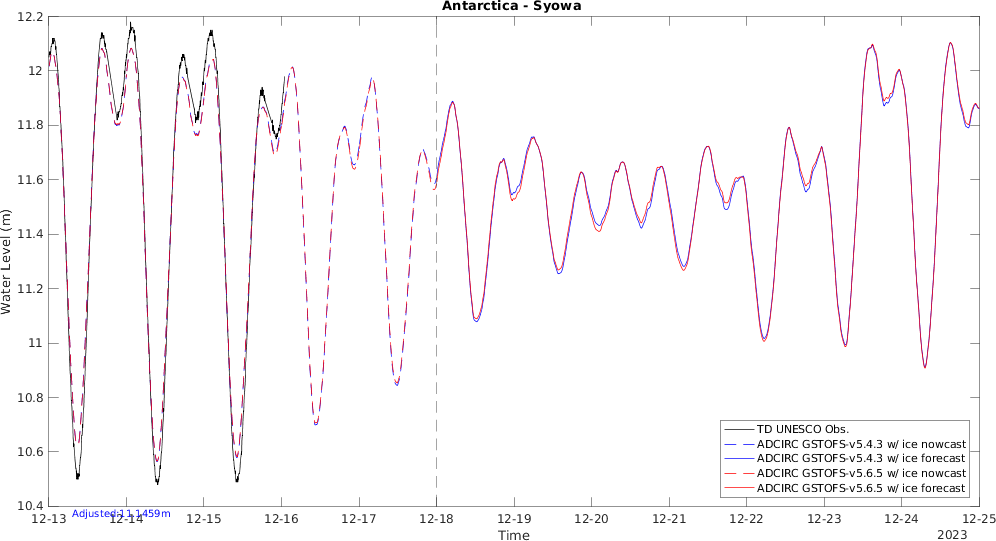 Antarctica - Syowa
Water Level (m)
12.2
12
11.8
11.6
11.4
11.2
11
10.8
10.6
10.4
TD UNESCO Obs.
ADCIRC GSTOFS-v5.4.3 w/ ice nowcast
ADCIRC GSTOFS-v5.4.3 w/ ice forecast
ADCIRC GSTOFS-v5.6.5 w/ ice nowcast
ADCIRC GSTOFS-v5.6.5 w/ ice forecast
Adjusted:11.1459m
12-13 12-14 12-15 12-16 12-17 12-18 12-19 12-20 12-21 12-22 12-23 12-24 12-25
Time
2023